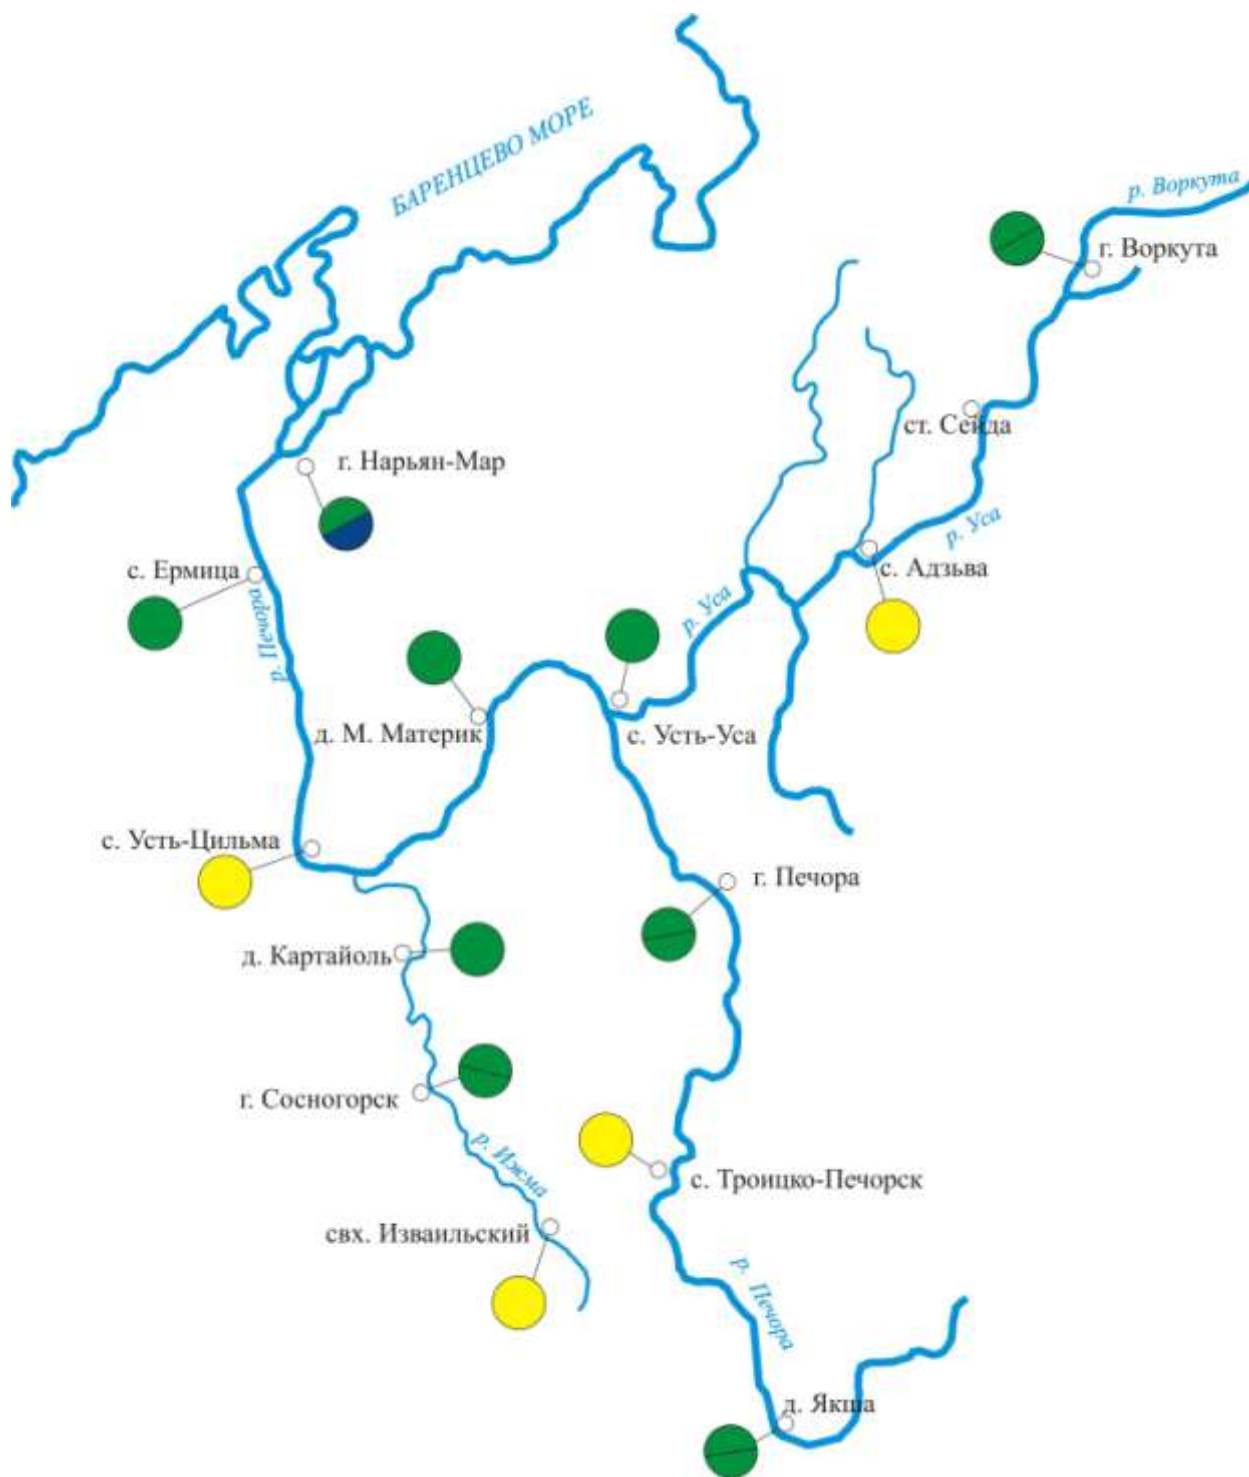 БАРЕНЦЕВО МОРЕ
р. Воркута
г. Воркута
ст. Сейда
г. Нарьян-Мар
р. Уса
с. Ермица
с. Адзьва
р. Печора
р. Уса
д. М. Материк
с. Усть-Уса
с. Усть-Цильма
г. Печора
д. Картайоль
г. Сосногорск
р. Ижма
с. Троицко-Печорск
свх. Изваильский
р. Печора
д. Якша